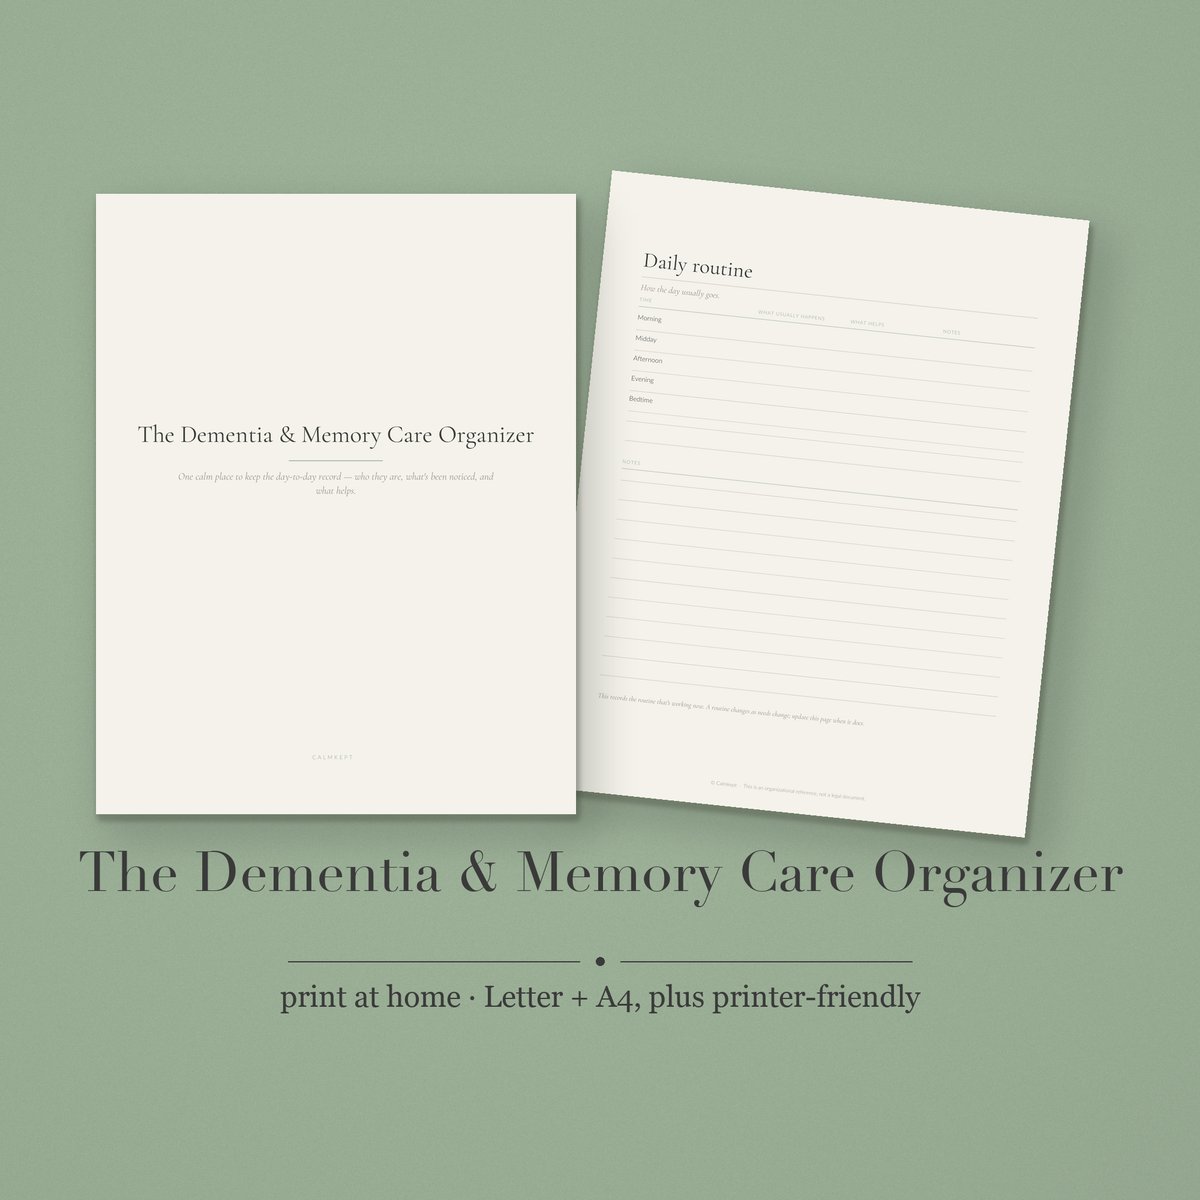 The Dementia & Memory Care Organizer
One calm place to keep the day-to-day record — who they are, what's been noticed, and
what helps.
CALMKEPT
Daily routine
How the day usually goes.
TIME WHAT USUALLY HAPPENS WHAT HELPS NOTES
Morning
Midday
Afternoon
Evening
Bedtime
NOTES
This records the routine that's working now. A routine changes as needs change; update this page when it does.
© Calmkept · This is an organizational reference, not a legal document.
The Dementia & Memory Care Organizer
print at home · Letter + A4, plus printer-friendly